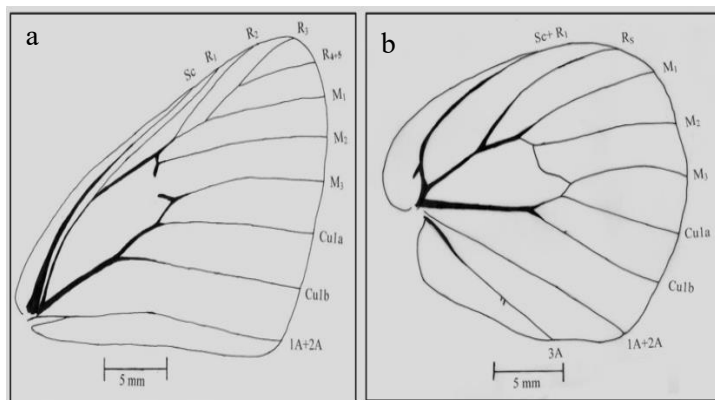 a
Sc
R1
R2
R3
R4+5
M1
M2
M3
Cu1a
Cu1b
1A+2A
5 mm
b
Sc+ R1
RS
M1
M2
M3
Cu1a
Cu1b
1A+2A
3A
5 mm